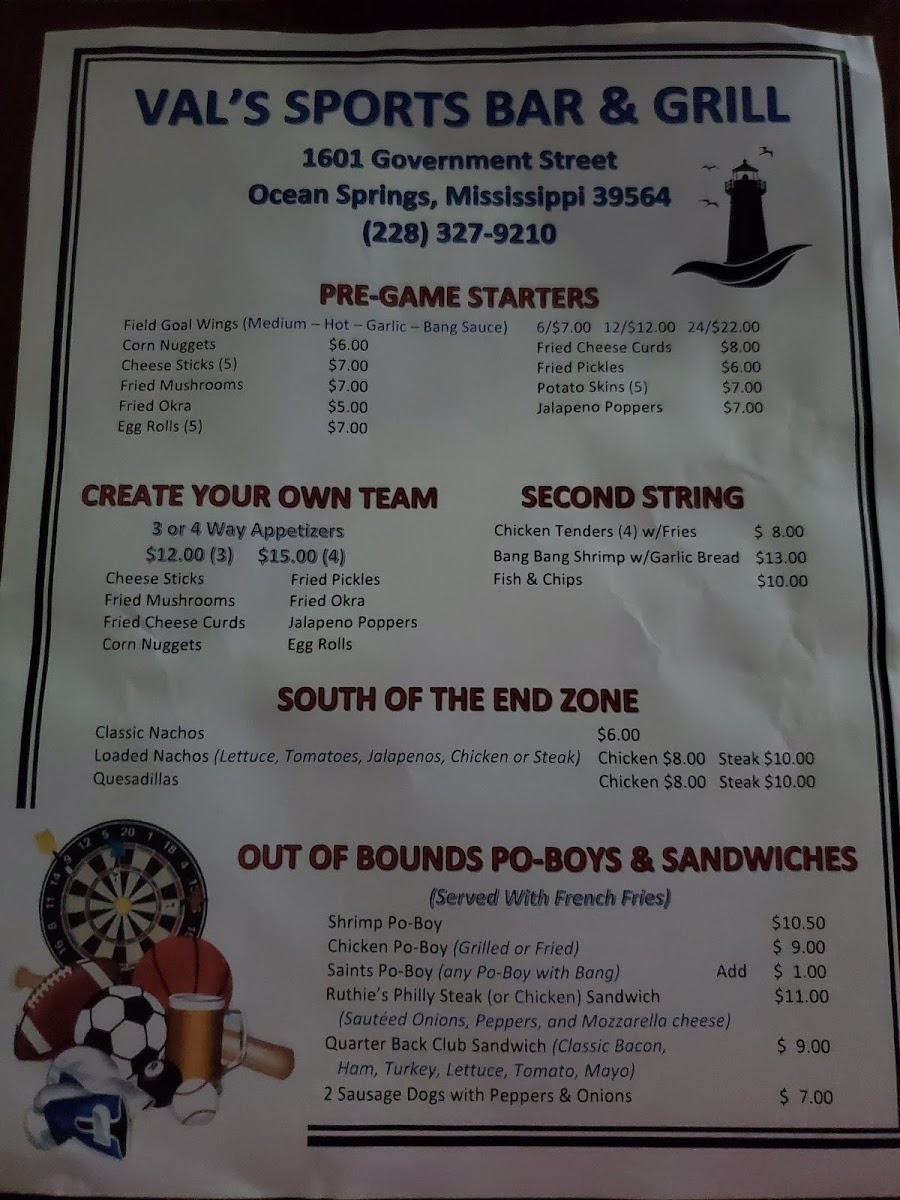 VAL'S SPORTS BAR & GRILL
1601 Government Street
Ocean Springs, Mississippi 39564
(228) 327-9210
PRE-GAME STARTERS
Field Goal Wings (Medium – Hot – Garlic – Bang Sauce) 6/$7.00 12/$12.00 24/$22.00
Corn Nuggets $6.00 Fried Cheese Curds $8.00
Cheese Sticks (5) $7.00 Fried Pickles $6.00
Fried Mushrooms $7.00 Potato Skins (5) $7.00
Fried Okra $5.00 Jalapeno Poppers $7.00
Egg Rolls (5) $7.00
CREATE YOUR OWN TEAM
3 or 4 Way Appetizers
$12.00 (3) $15.00 (4)
Cheese Sticks Fried Pickles
Fried Mushrooms Fried Okra
Fried Cheese Curds Jalapeno Poppers
Corn Nuggets Egg Rolls
SECOND STRING
Chicken Tenders (4) w/Fries $ 8.00
Bang Bang Shrimp w/Garlic Bread $13.00
Fish & Chips $10.00
SOUTH OF THE END ZONE
Classic Nachos $6.00
Loaded Nachos (Lettuce, Tomatoes, Jalapenos, Chicken or Steak) Chicken $8.00 Steak $10.00
Quesadillas Chicken $8.00 Steak $10.00
OUT OF BOUNDS PO-BOYS & SANDWICHES
(Served With French Fries)
Shrimp Po-Boy $10.50
Chicken Po-Boy (Grilled or Fried) $ 9.00
Saints Po-Boy (any Po-Boy with Bang) Add $ 1.00
Ruthie's Philly Steak (or Chicken) Sandwich $11.00
(Sautéed Onions, Peppers, and Mozzarella cheese)
Quarter Back Club Sandwich (Classic Bacon, $ 9.00
Ham, Turkey, Lettuce, Tomato, Mayo)
2 Sausage Dogs with Peppers & Onions $ 7.00